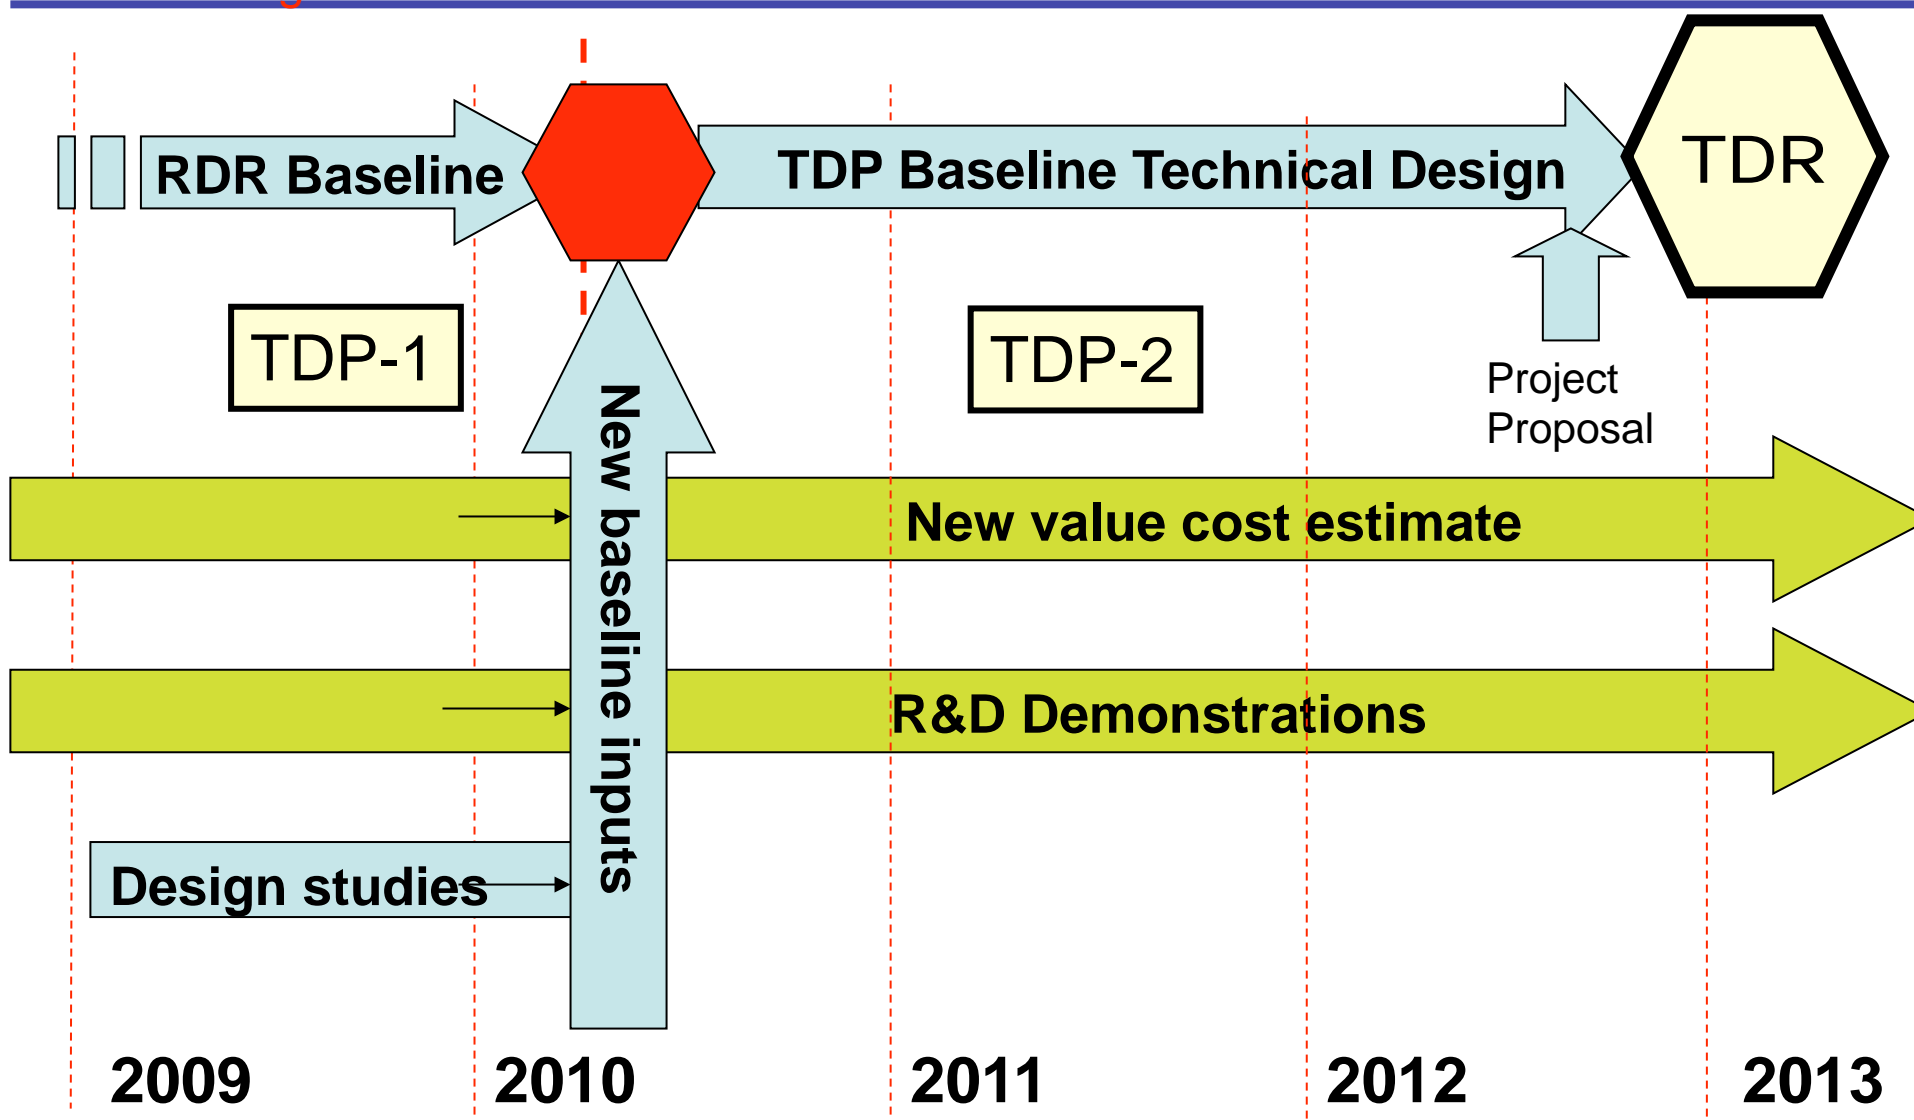 RDR Baseline
TDP Baseline Technical Design
TDR
TDP-1
TDP-2
Project
Proposal
New baseline inputs
New value cost estimate
R&D Demonstrations
Design studies
2009
2010
2011
2012
2013